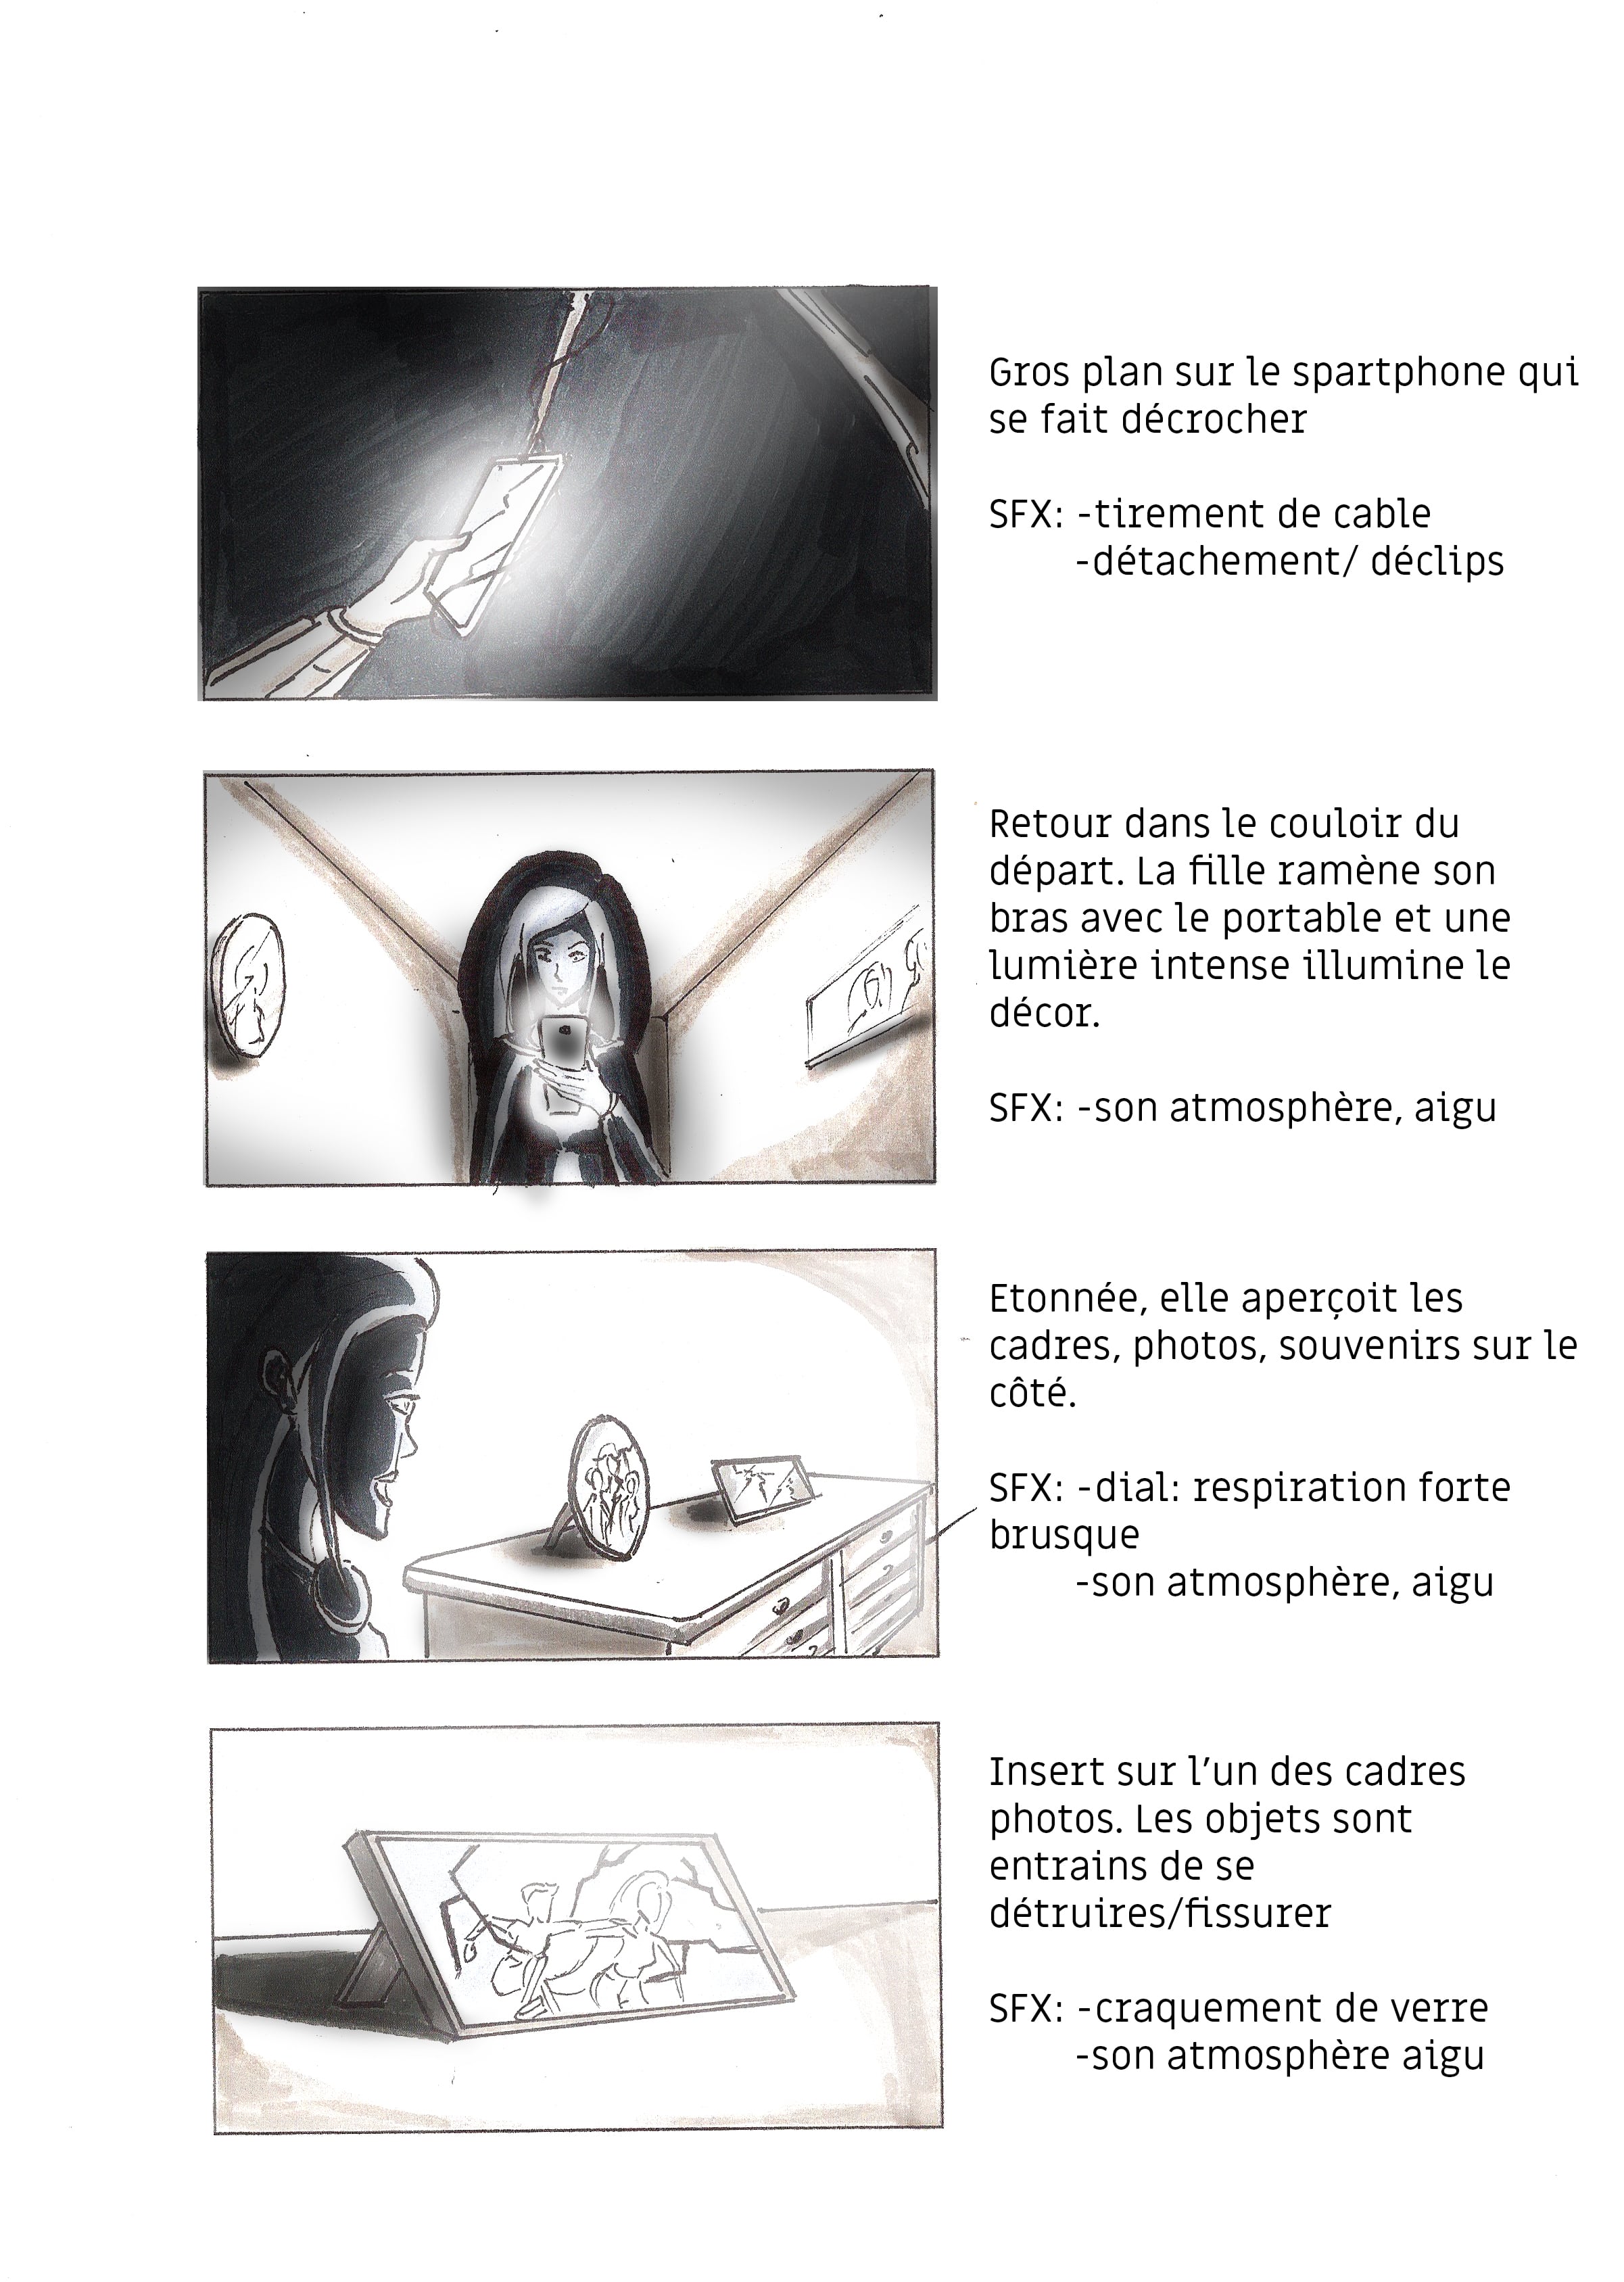 Gros plan sur le spartphone qui
se fait décrocher
SFX: -tirement de cable
-détachement/ déclips
Retour dans le couloir du
départ. La fille ramène son
bras avec le portable et une
lumière intense illumine le
décor.
SFX: -son atmosphère, aigu
Etonnée, elle aperçoit les
cadres, photos, souvenirs sur le
côté.
SFX: -dial: respiration forte
brusque
-son atmosphère, aigu
Insert sur l'un des cadres
photos. Les objets sont
entrains de se
détruires/fissurer
SFX: -craquement de verre
-son atmosphère aigu